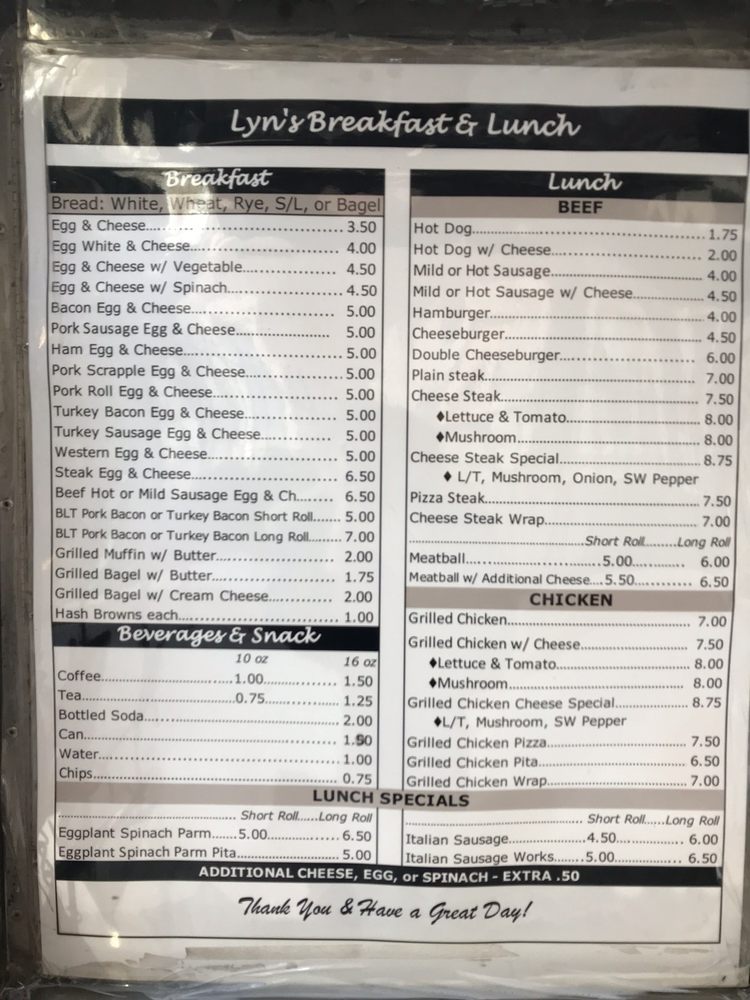 Lyn's Breakfast & Lunch
Breakfast
Bread: White, Wheat, Rye, S/L, or Bagel
Egg & Cheese 3.50
Egg White & Cheese 4.00
Egg & Cheese w/ Vegetable 4.50
Egg & Cheese w/ Spinach 4.50
Bacon Egg & Cheese 5.00
Pork Sausage Egg & Cheese 5.00
Ham Egg & Cheese 5.00
Pork Scrapple Egg & Cheese 5.00
Pork Roll Egg & Cheese 5.00
Turkey Bacon Egg & Cheese 5.00
Turkey Sausage Egg & Cheese 5.00
Western Egg & Cheese 5.00
Steak Egg & Cheese 6.50
Beef Hot or Mild Sausage Egg & Ch 6.50
BLT Pork Bacon or Turkey Bacon Short Roll 5.00
BLT Pork Bacon or Turkey Bacon Long Roll 7.00
Grilled Muffin w/ Butter 2.00
Grilled Bagel w/ Butter 1.75
Grilled Bagel w/ Cream Cheese 2.00
Hash Browns each 1.00
Beverages & Snack
10 oz 16 oz
Coffee 1.00 1.50
Tea 0.75 1.25
Bottled Soda 2.00
Can
Water 1.00
Chips 0.75
Lunch
BEEF
Hot Dog 1.75
Hot Dog w/ Cheese 2.00
Mild or Hot Sausage 4.00
Mild or Hot Sausage w/ Cheese 4.50
Hamburger 4.00
Cheeseburger 4.50
Double Cheeseburger 6.00
Plain steak 7.00
Cheese Steak 7.50
♦Lettuce & Tomato 8.00
♦Mushroom 8.00
Cheese Steak Special 8.75
♦ L/T, Mushroom, Onion, SW Pepper
Pizza Steak 7.50
Cheese Steak Wrap 7.00
Short Roll Long Roll
Meatball 5.00 6.00
Meatball w/ Additional Cheese 5.50 6.50
CHICKEN
Grilled Chicken 7.00
Grilled Chicken w/ Cheese 7.50
♦Lettuce & Tomato 8.00
♦Mushroom 8.00
Grilled Chicken Cheese Special 8.75
♦L/T, Mushroom, SW Pepper
Grilled Chicken Pizza 7.50
Grilled Chicken Pita 6.50
Grilled Chicken Wrap 7.00
LUNCH SPECIALS
Short Roll Long Roll
Eggplant Spinach Parm 5.00 6.50
Eggplant Spinach Parm Pita 5.00
Short Roll Long Roll
Italian Sausage 4.50 6.00
Italian Sausage Works 5.00 6.50
ADDITIONAL CHEESE, EGG, or SPINACH - EXTRA .50
Thank You & Have a Great Day!